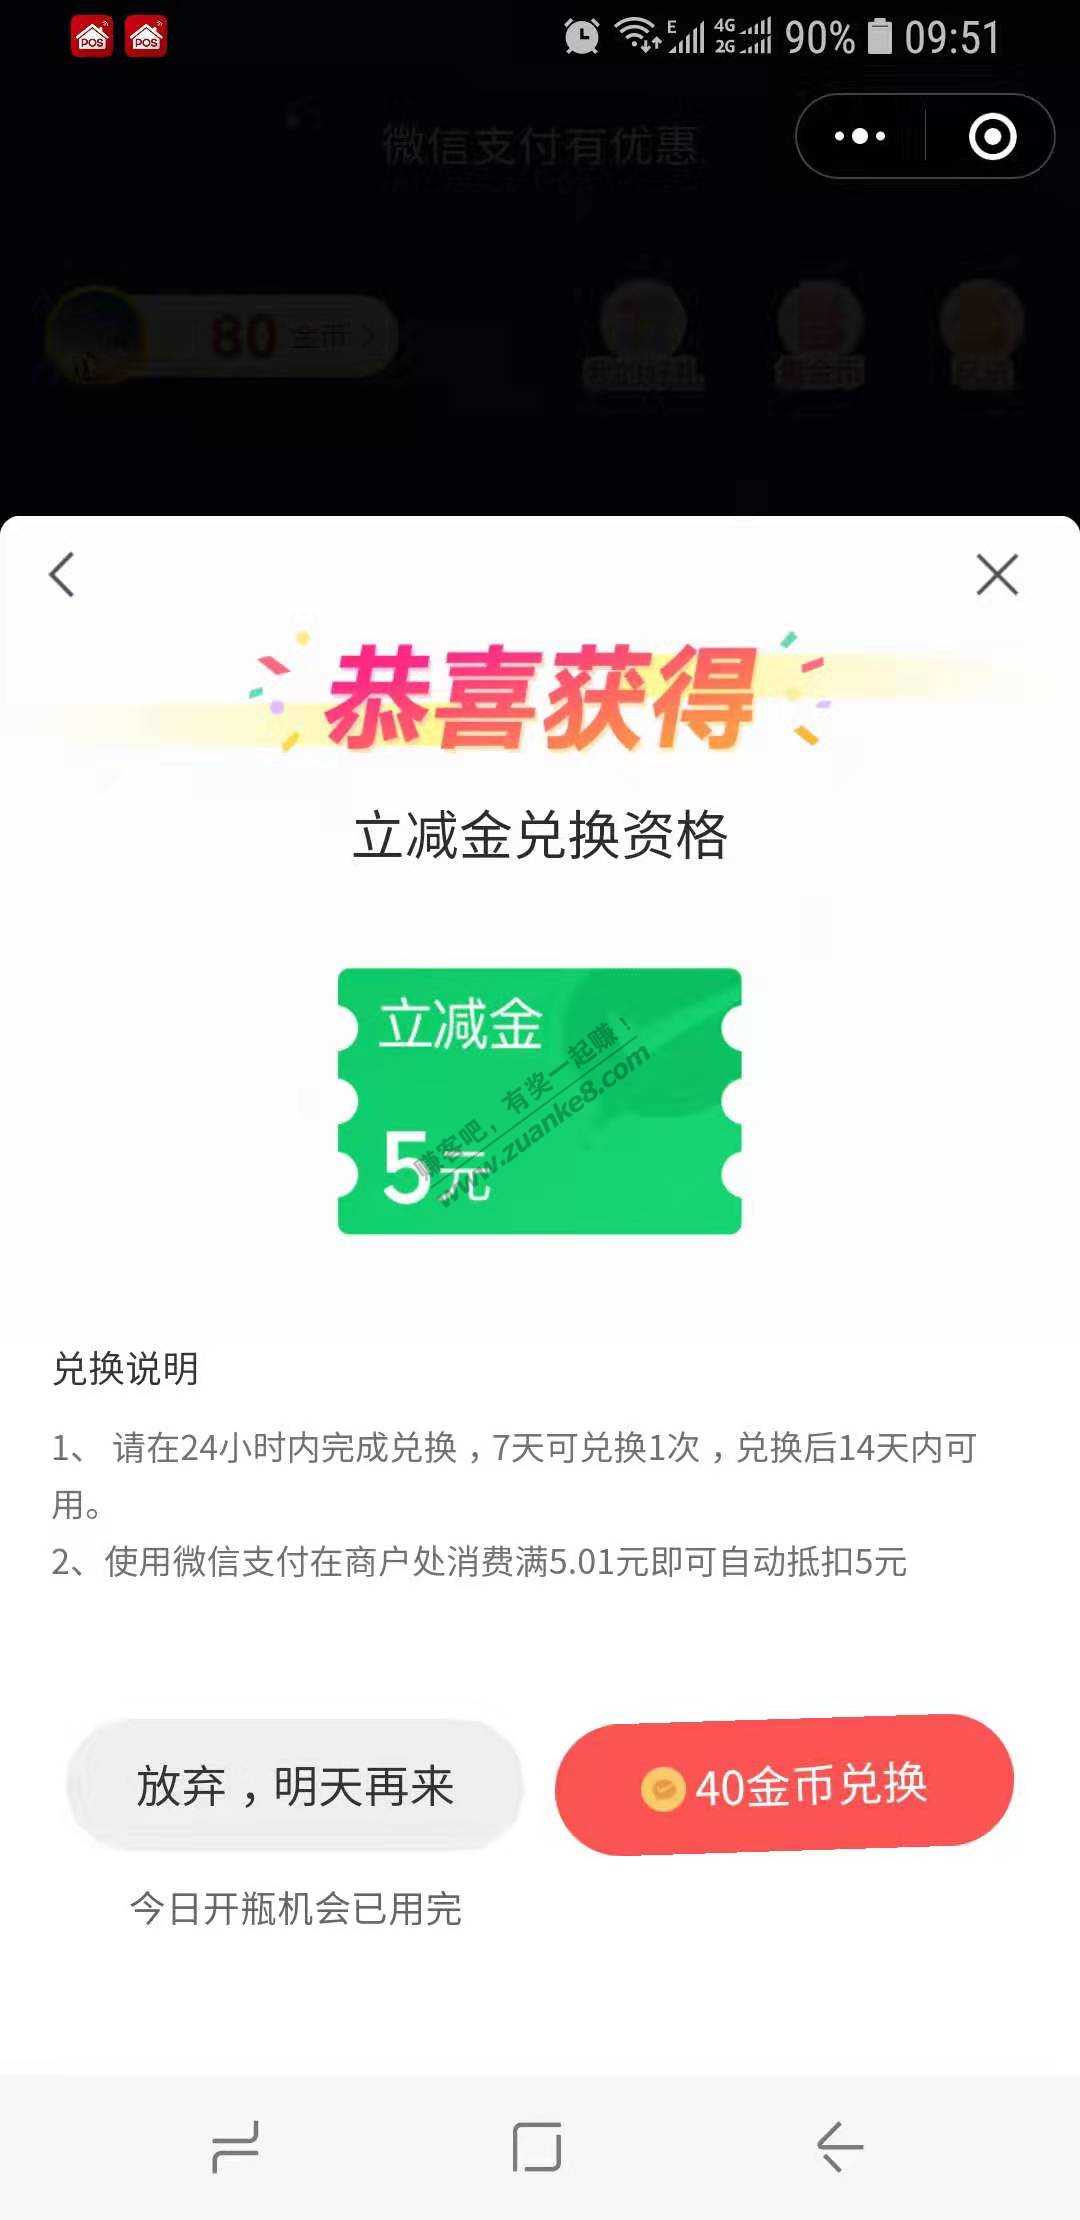 POS POS E 4G 2G 90% 09:51
微信支付有优惠
80 金币 >
恭喜获得
立减金兑换资格
立减金
5元
赚客吧，有奖一起赚！
www.zuanke8.com
兑换说明
1、 请在24小时内完成兑换，7天可兑换1次，兑换后14天内可
用。
2、使用微信支付在商户处消费满5.01元即可自动抵扣5元
放弃，明天再来
40金币兑换
今日开瓶机会已用完